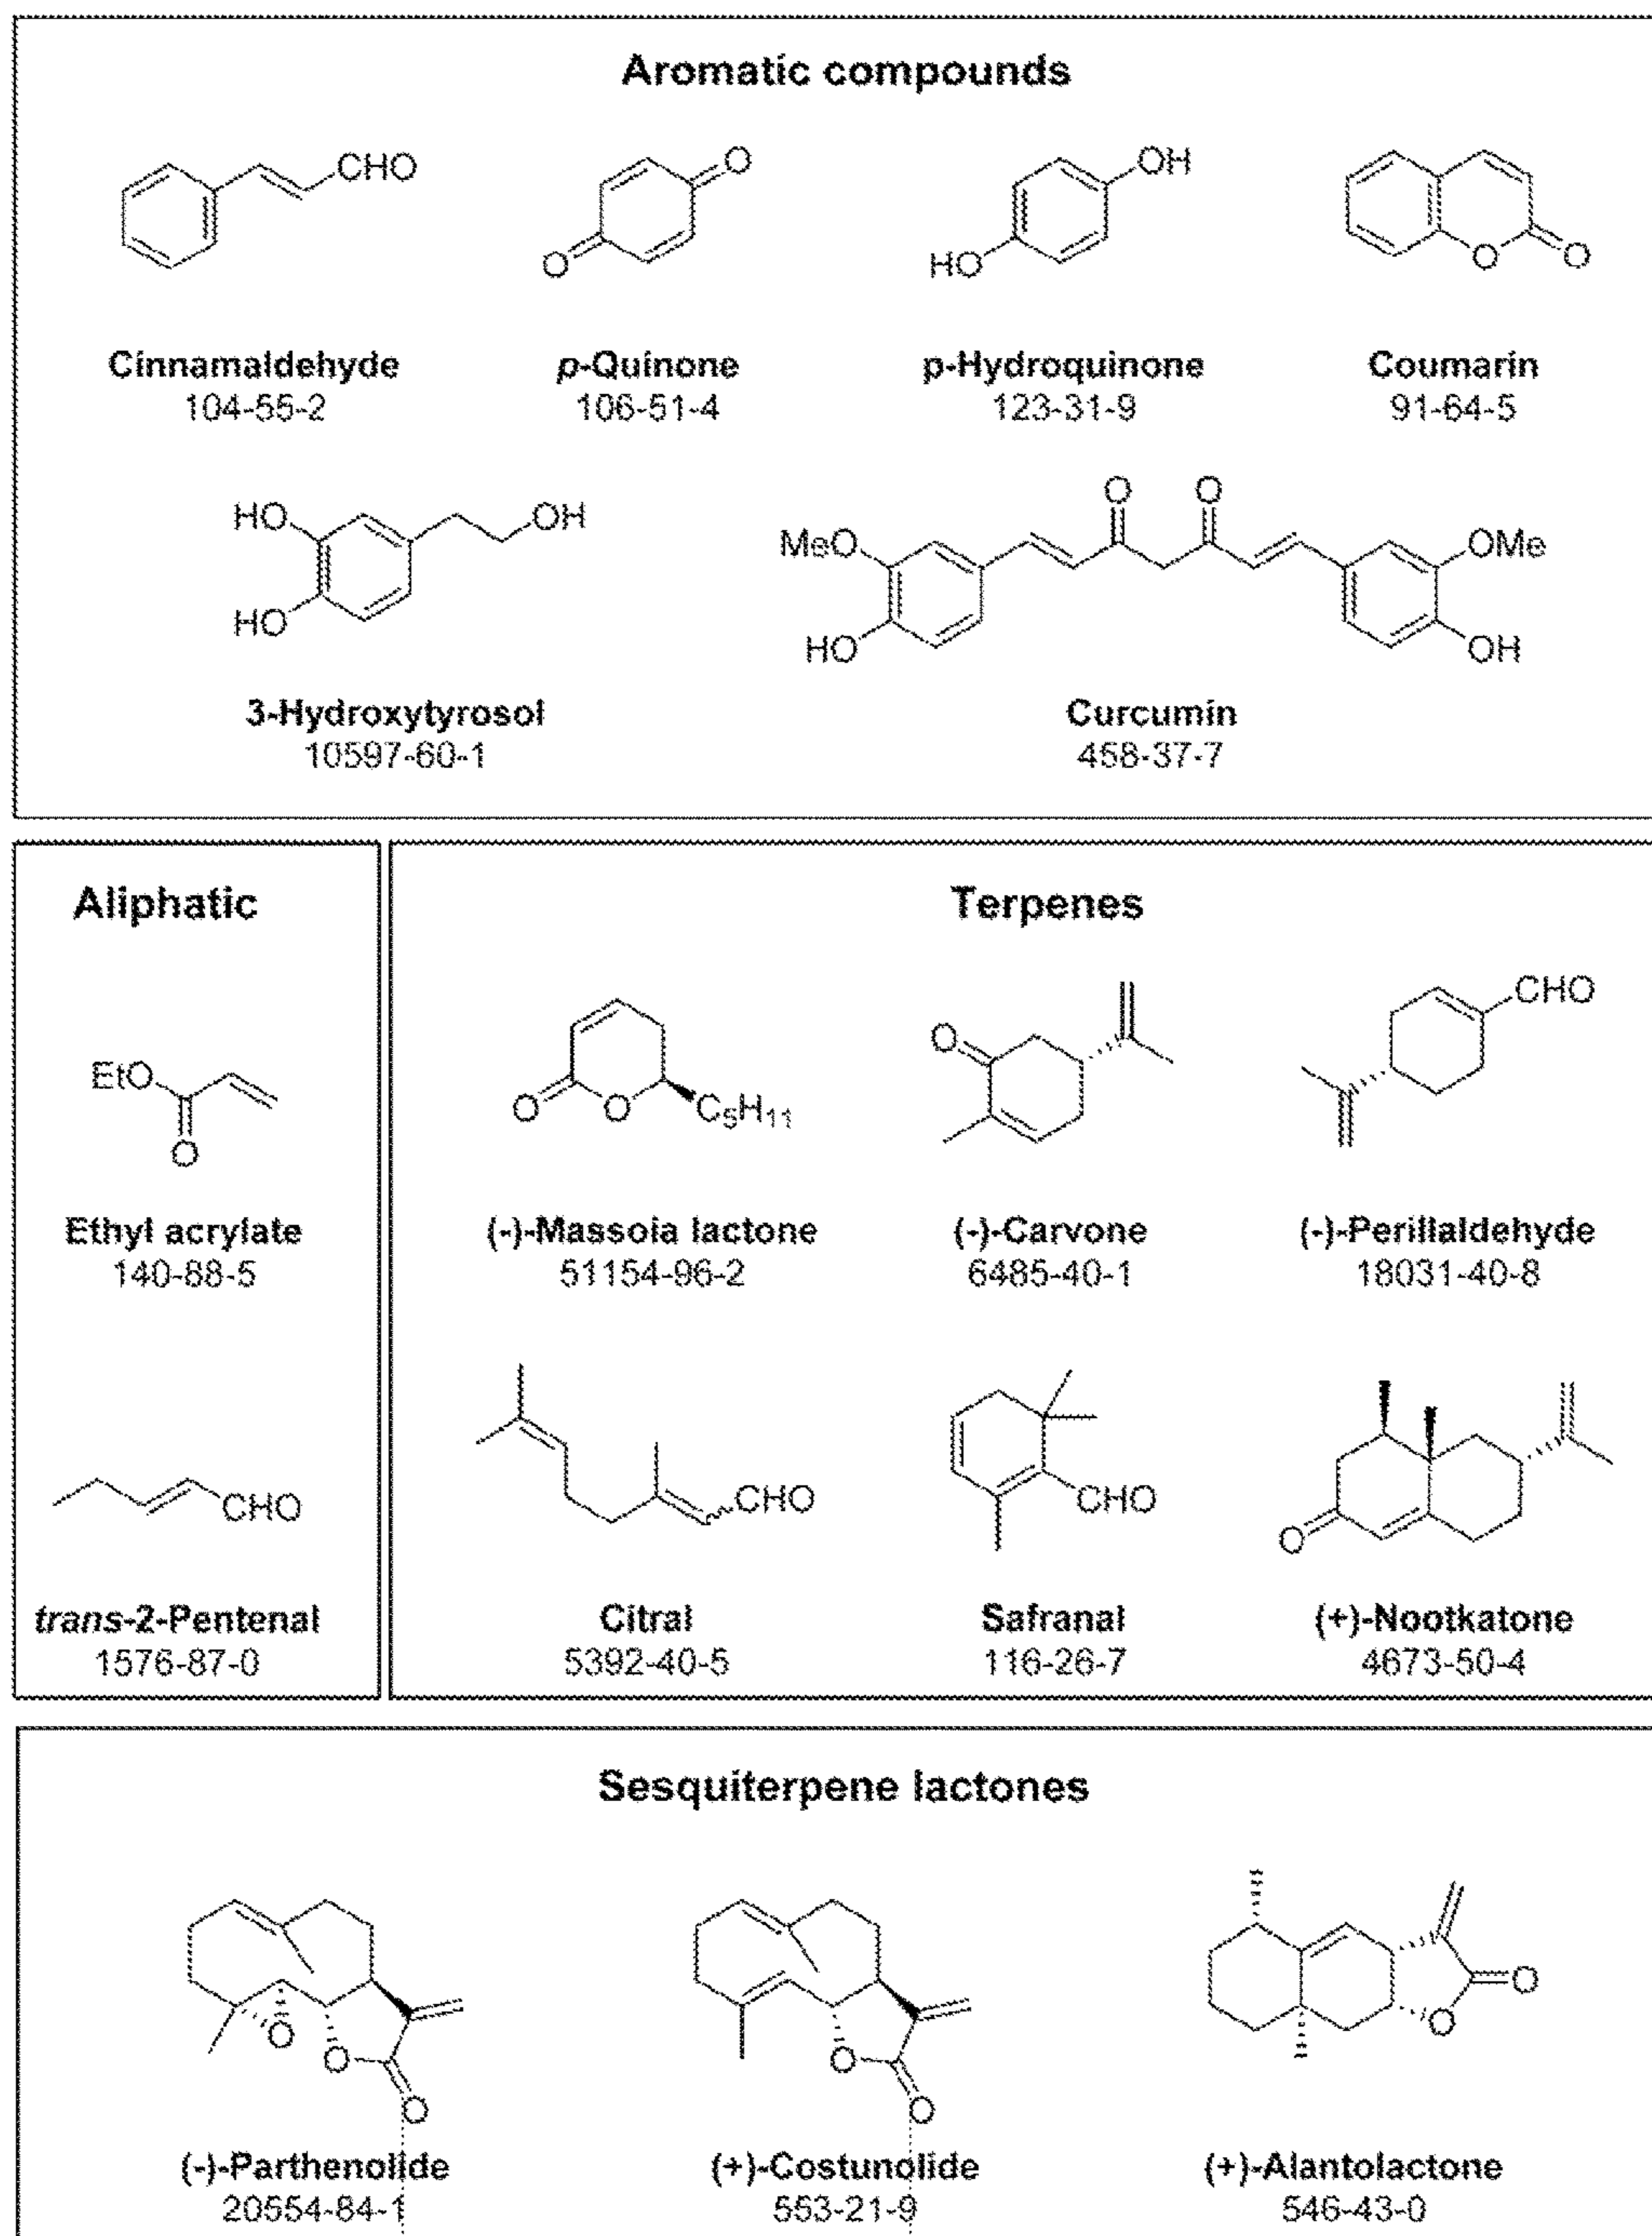 Aromatic compounds
CHO
O
O
OH
HO
O
O
Cinnamaldehyde
104-55-2
p-Quinone
106-51-4
p-Hydroquinone
123-31-9
Coumarin
91-64-5
HO
HO
OH
MeO
HO
O
O
OMe
OH
3-Hydroxytyrosol
10597-60-1
Curcumin
458-37-7
Aliphatic
EtO
O
Ethyl acrylate
140-88-5
CHO
trans-2-Pentenal
1576-87-0
Terpenes
O
O
C5H11
O
CHO
(-)-Massoia lactone
51154-96-2
(-)-Carvone
6485-40-1
(-)-Perillaldehyde
18031-40-8
CHO
CHO
O
Citral
5392-40-5
Safranal
116-26-7
(+)-Nootkatone
4673-50-4
Sesquiterpene lactones
O
O
O
O
O
O
O
(-)-Parthenolide
20554-84-1
(+)-Costunolide
553-21-9
(+)-Alantolactone
546-43-0